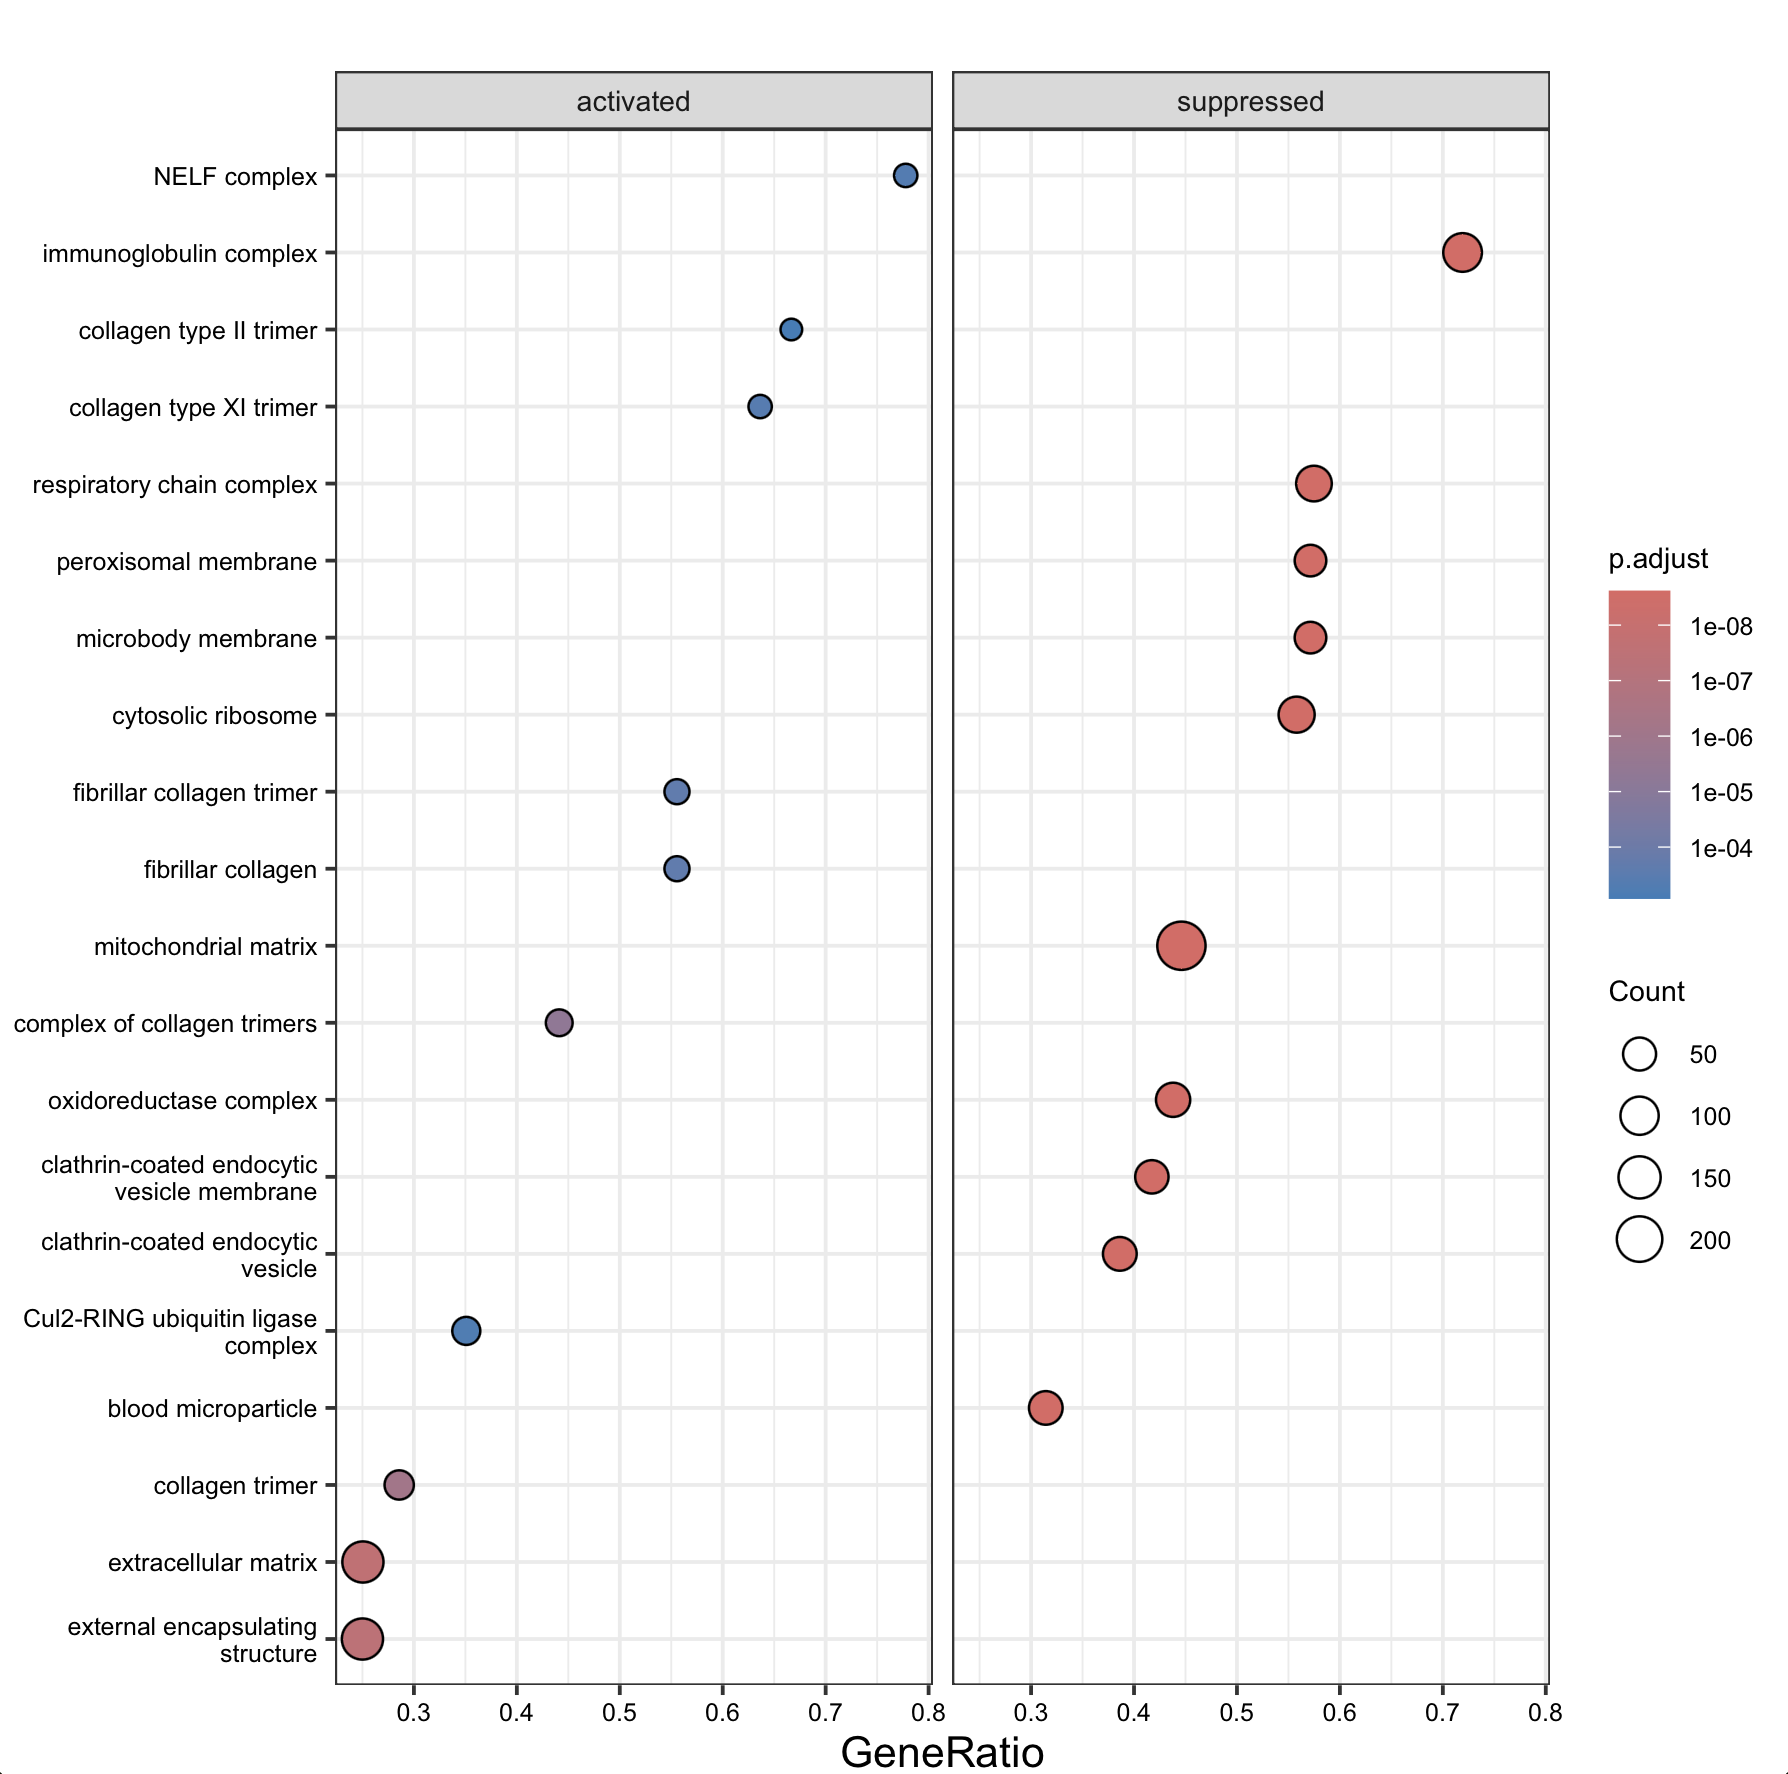 activated
suppressed
NELF complex
immunoglobulin complex
collagen type II trimer
collagen type XI trimer
respiratory chain complex
peroxisomal membrane
microbody membrane
cytosolic ribosome
fibrillar collagen trimer
fibrillar collagen
mitochondrial matrix
complex of collagen trimers
oxidoreductase complex
clathrin-coated endocytic
vesicle membrane
clathrin-coated endocytic
vesicle
Cul2-RING ubiquitin ligase
complex
blood microparticle
collagen trimer
extracellular matrix
external encapsulating
structure
0.3 0.4 0.5 0.6 0.7 0.8
0.3 0.4 0.5 0.6 0.7 0.8
GeneRatio
p.adjust
1e-08
1e-07
1e-06
1e-05
1e-04
Count
50
100
150
200